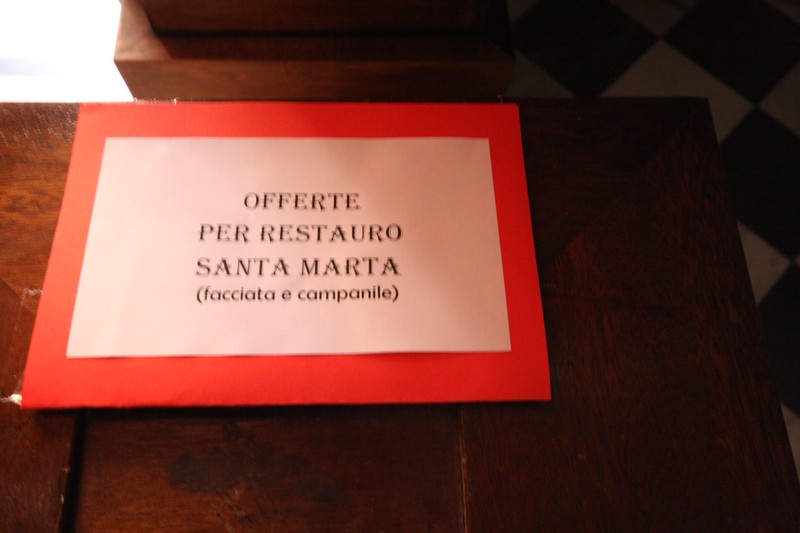 OFFERTE
PER RESTAURO
SANTA MARTA
(facciata e campanile)